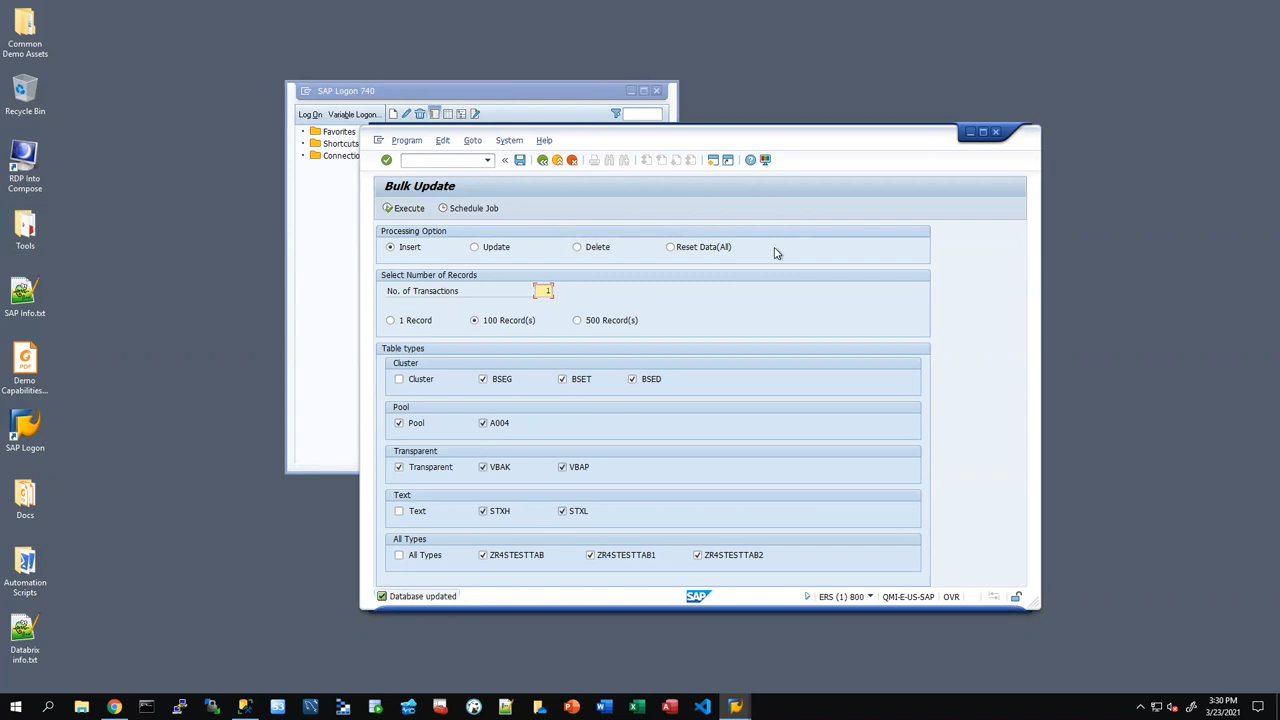 Common
Demo Assets
Recycle Bin
RDP Into
Compose
Tools
SAP Info.txt
PDF
Demo
Capabilities...
SAP Logon
Docs
Automation
Scripts
Databrix
info.txt
SAP Logon 740
Log On Variable Logon...
Favorites
Shortcuts
Connectio
Program Edit Goto System Help
Bulk Update
Execute Schedule Job
Processing Option
Insert Update Delete Reset Data(All)
Select Number of Records
No. of Transactions 1
1 Record 100 Record(s) 500 Record(s)
Table types
Cluster
Cluster BSEG BSET BSED
Pool
Pool A004
Transparent
Transparent VBAK VBAP
Text
Text STXH STXL
All Types
All Types ZR4STESTTAB ZR4STESTTAB1 ZR4STESTTAB2
Database updated SAP ERS (1) 800 QMI-E-US-SAP OVR
3:30 PM
3/23/2021